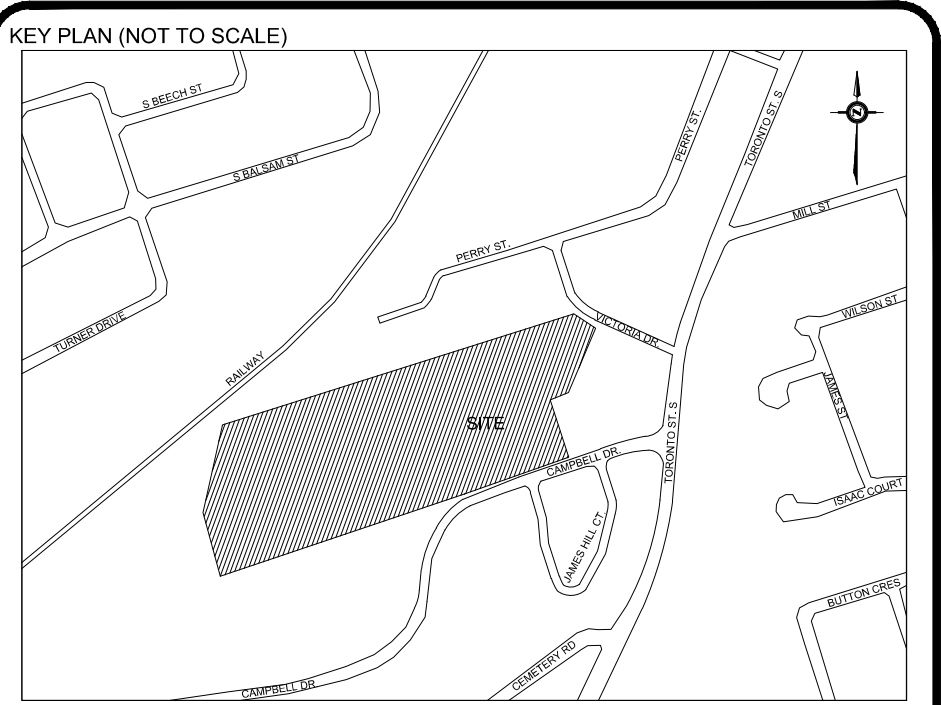 KEY PLAN (NOT TO SCALE)
S BEECH ST
S BALSAM ST
PERRY ST.
TORONTO ST. S
Z
MILL ST
PERRY ST.
WILSON ST
VICTORIA DR.
TURNER DRIVE
RAILWAY
JAMES ST
SITE
TORONTO ST. S
CAMPBELL DR.
ISAAC COURT
JAMES HILL CT.
BUTTON CRES
CEMETERY RD
CAMPBELL DR